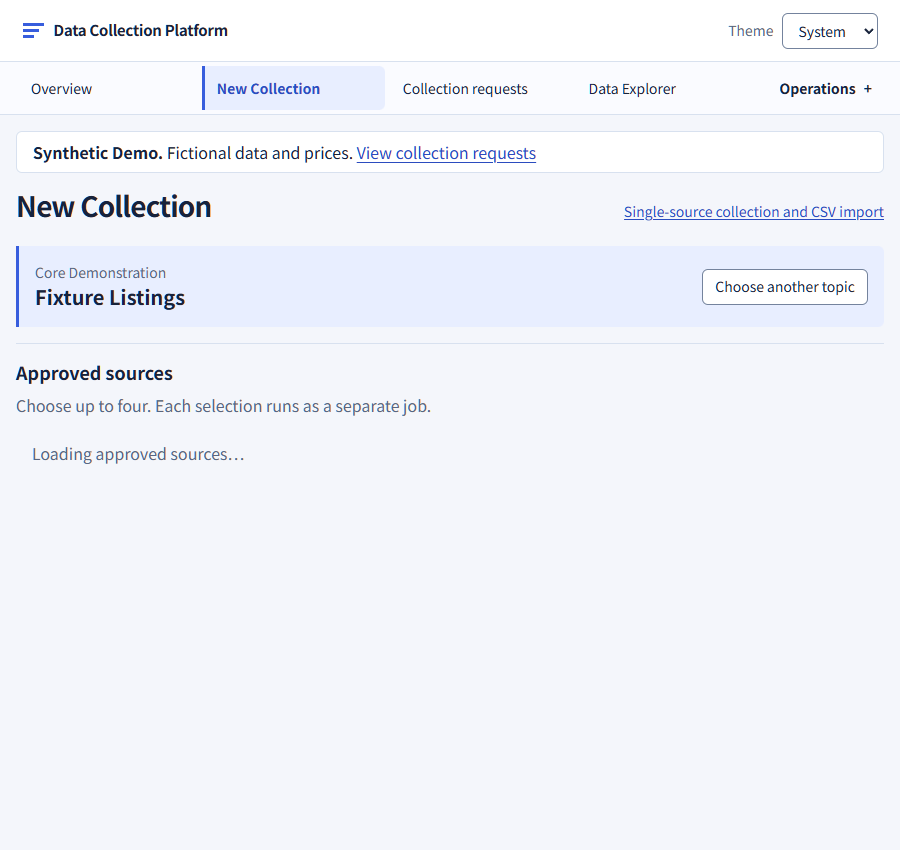 Data Collection Platform
Theme
System
Overview
New Collection
Collection requests
Data Explorer
Operations +
Synthetic Demo. Fictional data and prices. View collection requests
New Collection
Single-source collection and CSV import
Core Demonstration
Fixture Listings
Choose another topic
Approved sources
Choose up to four. Each selection runs as a separate job.
Loading approved sources…